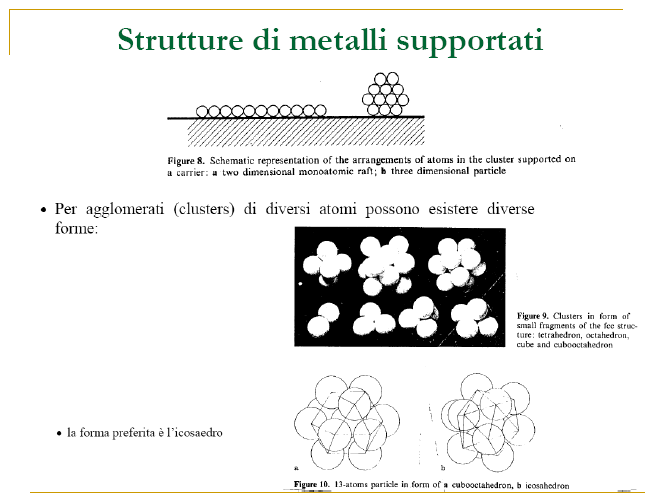 Strutture di metalli supportati
Figure 8. Schematic representation of the arrangements of atoms in the cluster supported on
a carrier: a two dimensional monoatomic raft; b three dimensional particle
• Per agglomerati (clusters) di diversi atomi possono esistere diverse
forme:
Figure 9. Clusters in form of
small fragments of the fcc struc-
ture: tetrahedron, octahedron,
cube and cubooctahedron
• la forma preferita è l'icosaedro
a
b
Figure 10. 13-atoms particle in form of a cubooctahedron, b icosahedron